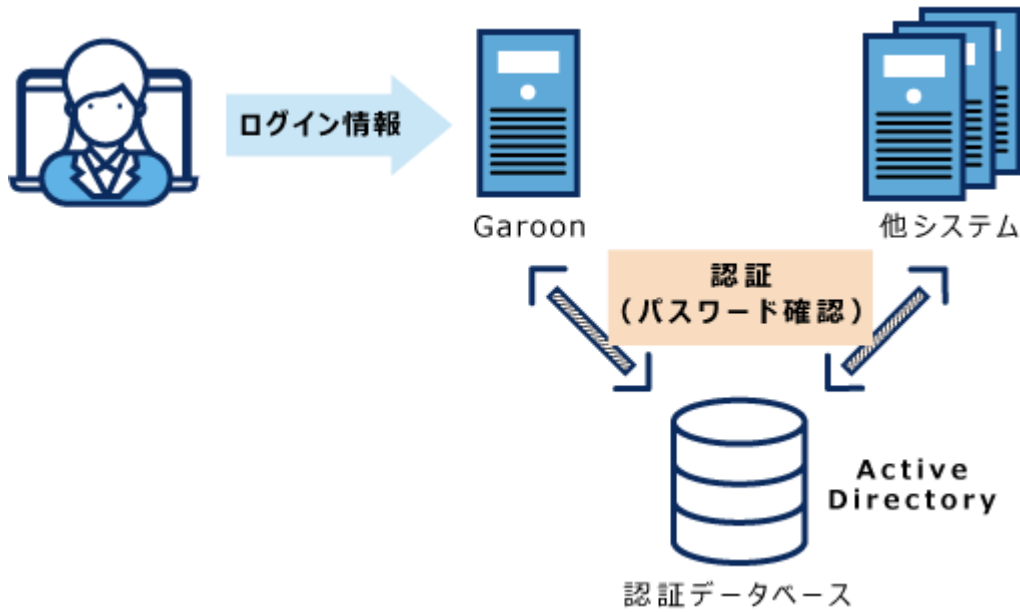 ログイン情報
Garoon
他システム
認証
（パスワード確認）
Active
Directory
認証データベース